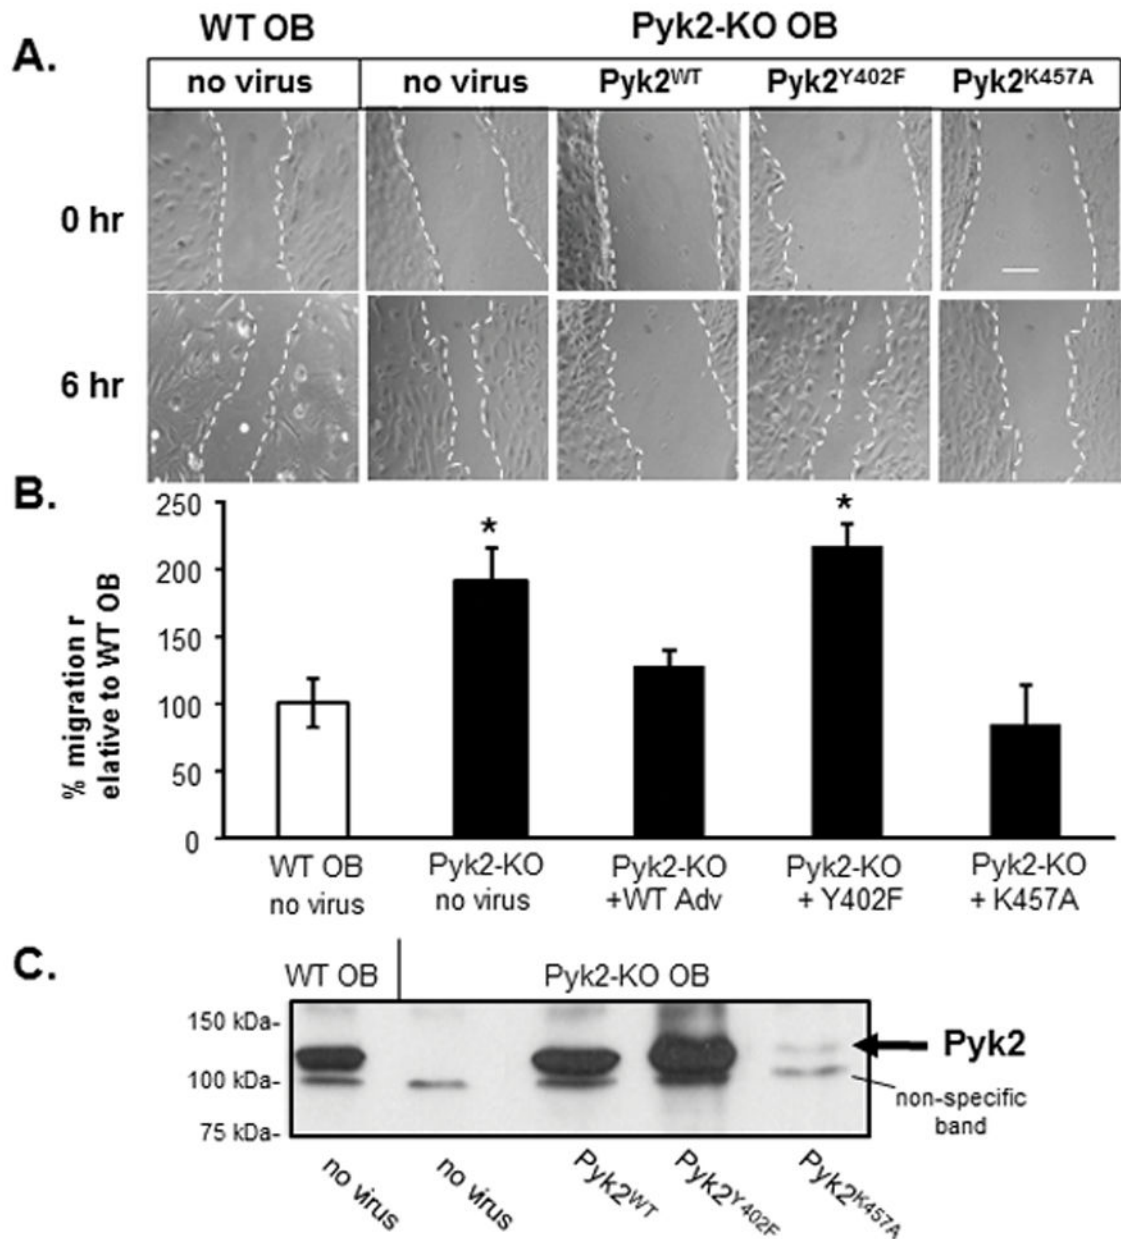 A.
WT OB
Pyk2-KO OB
no virus
no virus
Pyk2WT
Pyk2Y402F
Pyk2K457A
0 hr
6 hr
B.
% migration r
elative to WT OB
250
200
150
100
50
0
*
*
WT OB
no virus
Pyk2-KO
no virus
Pyk2-KO
+WT Adv
Pyk2-KO
+ Y402F
Pyk2-KO
+ K457A
C.
WT OB
Pyk2-KO OB
150 kDa-
100 kDa-
75 kDa-
Pyk2
non-specific
band
no virus
no virus
Pyk2WT
Pyk2Y402F
Pyk2K457A